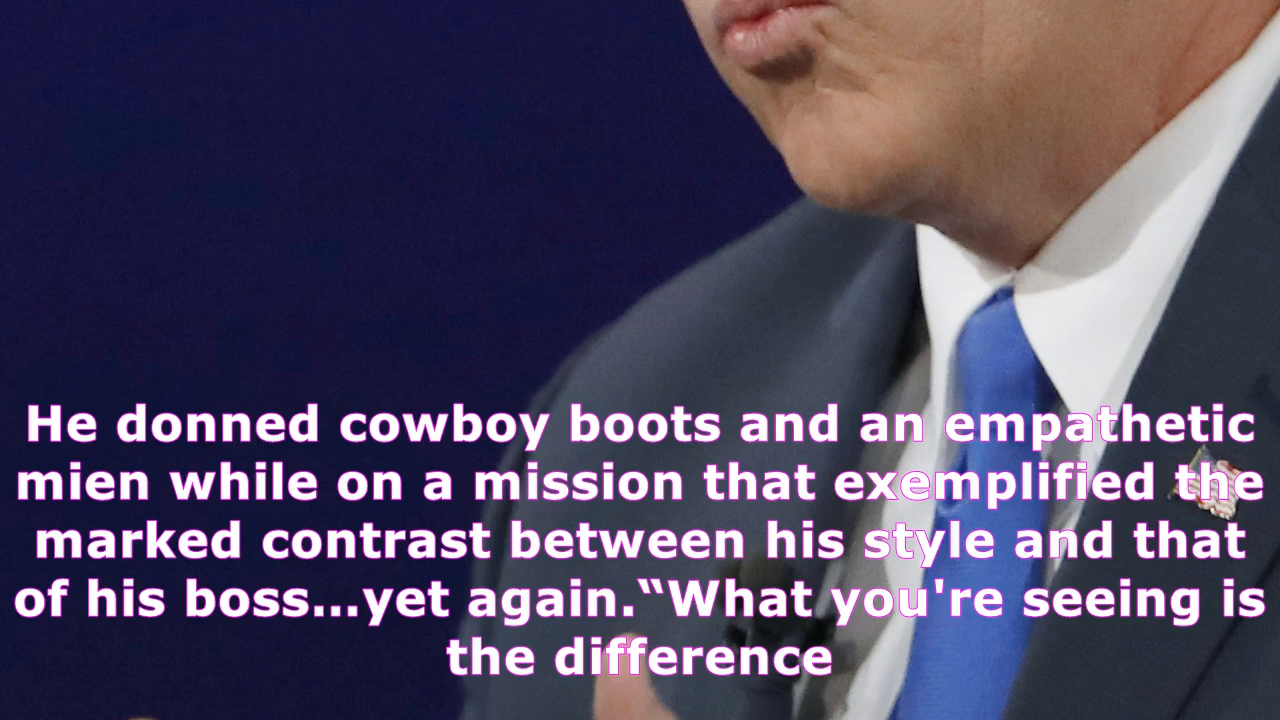 He donned cowboy boots and an empathetic
mien while on a mission that exemplified the
marked contrast between his style and that
of his boss...yet again.“What you're seeing is
the difference